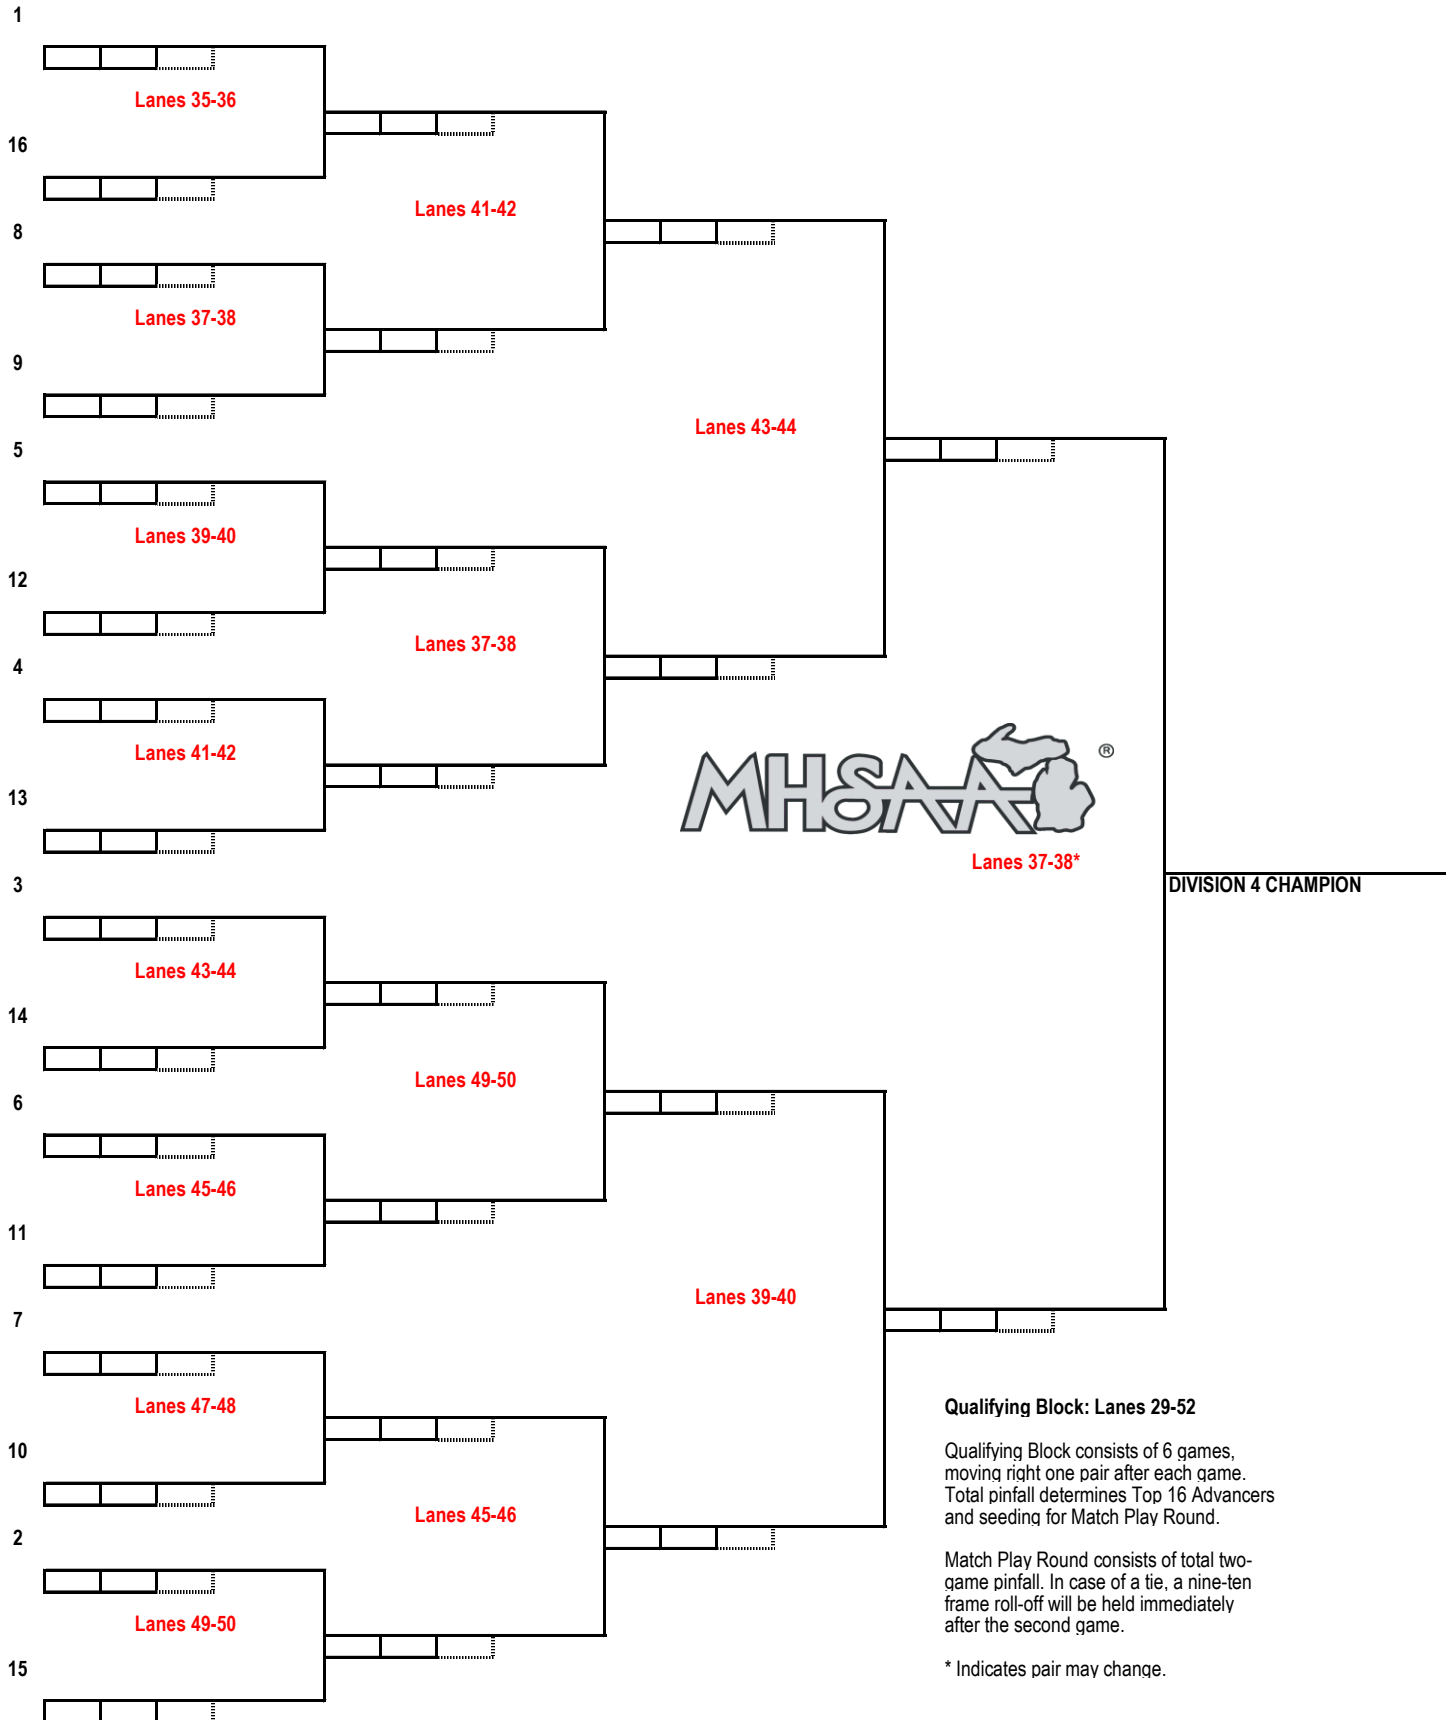 1
Lanes 35-36
16
Lanes 41-42
8
Lanes 37-38
9
Lanes 43-44
5
Lanes 39-40
12
Lanes 37-38
4
Lanes 41-42
MHSAA ®
13
Lanes 37-38*
3
DIVISION 4 CHAMPION
Lanes 43-44
14
Lanes 49-50
6
Lanes 45-46
11
Lanes 39-40
7
Lanes 47-48
10
Lanes 45-46
2
Lanes 49-50
15
Qualifying Block: Lanes 29-52
Qualifying Block consists of 6 games,
moving right one pair after each game.
Total pinfall determines Top 16 Advancers
and seeding for Match Play Round.
Match Play Round consists of total two-
game pinfall. In case of a tie, a nine-ten
frame roll-off will be held immediately
after the second game.
* Indicates pair may change.